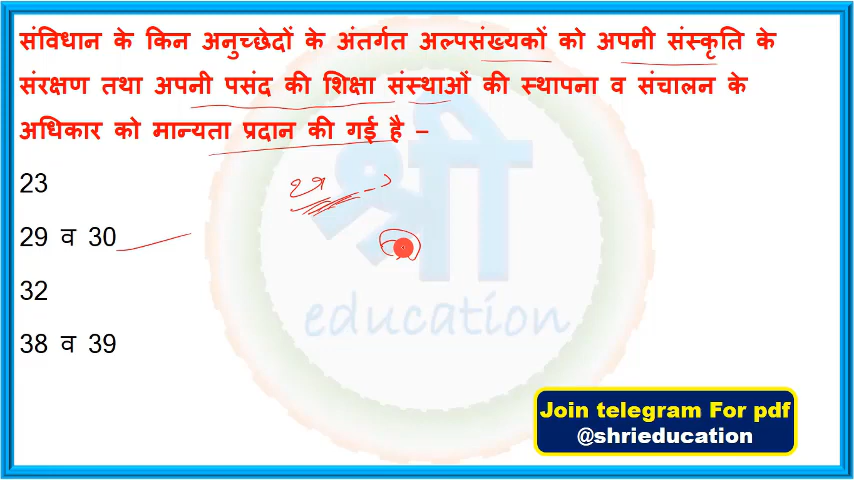 संविधान के किन अनुच्छेदों के अंतर्गत अल्पसंख्यकों को अपनी संस्कृति के
संरक्षण तथा अपनी पसंद की शिक्षा संस्थाओं की स्थापना व संचालन के
अधिकार को मान्यता प्रदान की गई है –
23
29 व 30
32
38 व 39
श्री
education
Join telegram For pdf
@shrieducation